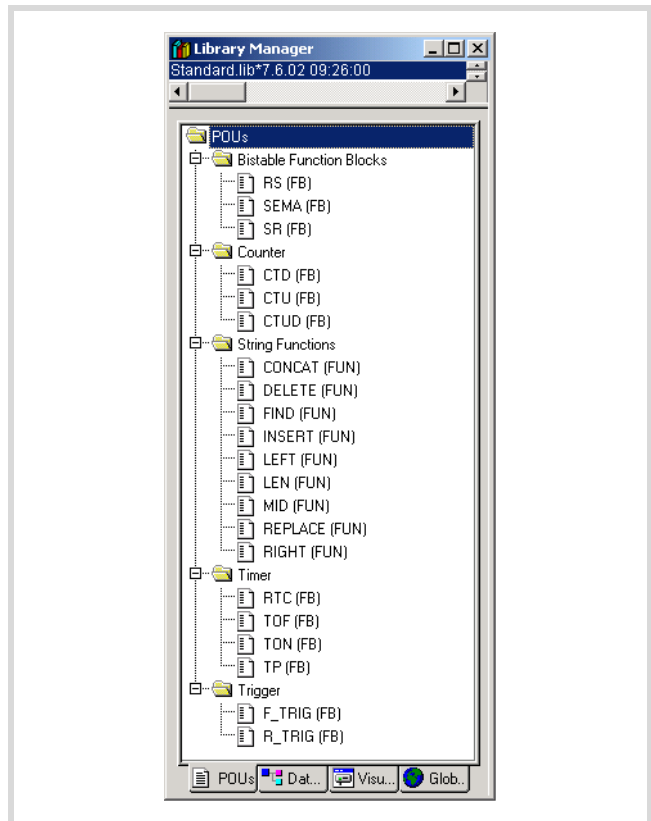 Library Manager
Standard.lib*7.6.02 09:26:00
POUs
Bistable Function Blocks
RS (FB)
SEMA (FB)
SR (FB)
Counter
CTD (FB)
CTU (FB)
CTUD (FB)
String Functions
CONCAT (FUN)
DELETE (FUN)
FIND (FUN)
INSERT (FUN)
LEFT (FUN)
LEN (FUN)
MID (FUN)
REPLACE (FUN)
RIGHT (FUN)
Timer
RTC (FB)
TOF (FB)
TON (FB)
TP (FB)
Trigger
F_TRIG (FB)
R_TRIG (FB)
POUs Dat... Visu... Glob..